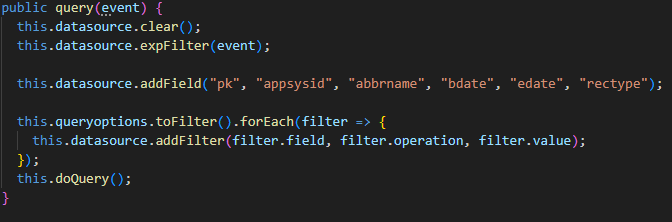 public query(event) {
  this.datasource.clear();
  this.datasource.expFilter(event);

  this.datasource.addField("pk", "appsysid", "abbrname", "bdate", "edate", "rectype");

  this.queryoptions.toFilter().forEach(filter => {
    this.datasource.addFilter(filter.field, filter.operation, filter.value);
  });
  this.doQuery();
}